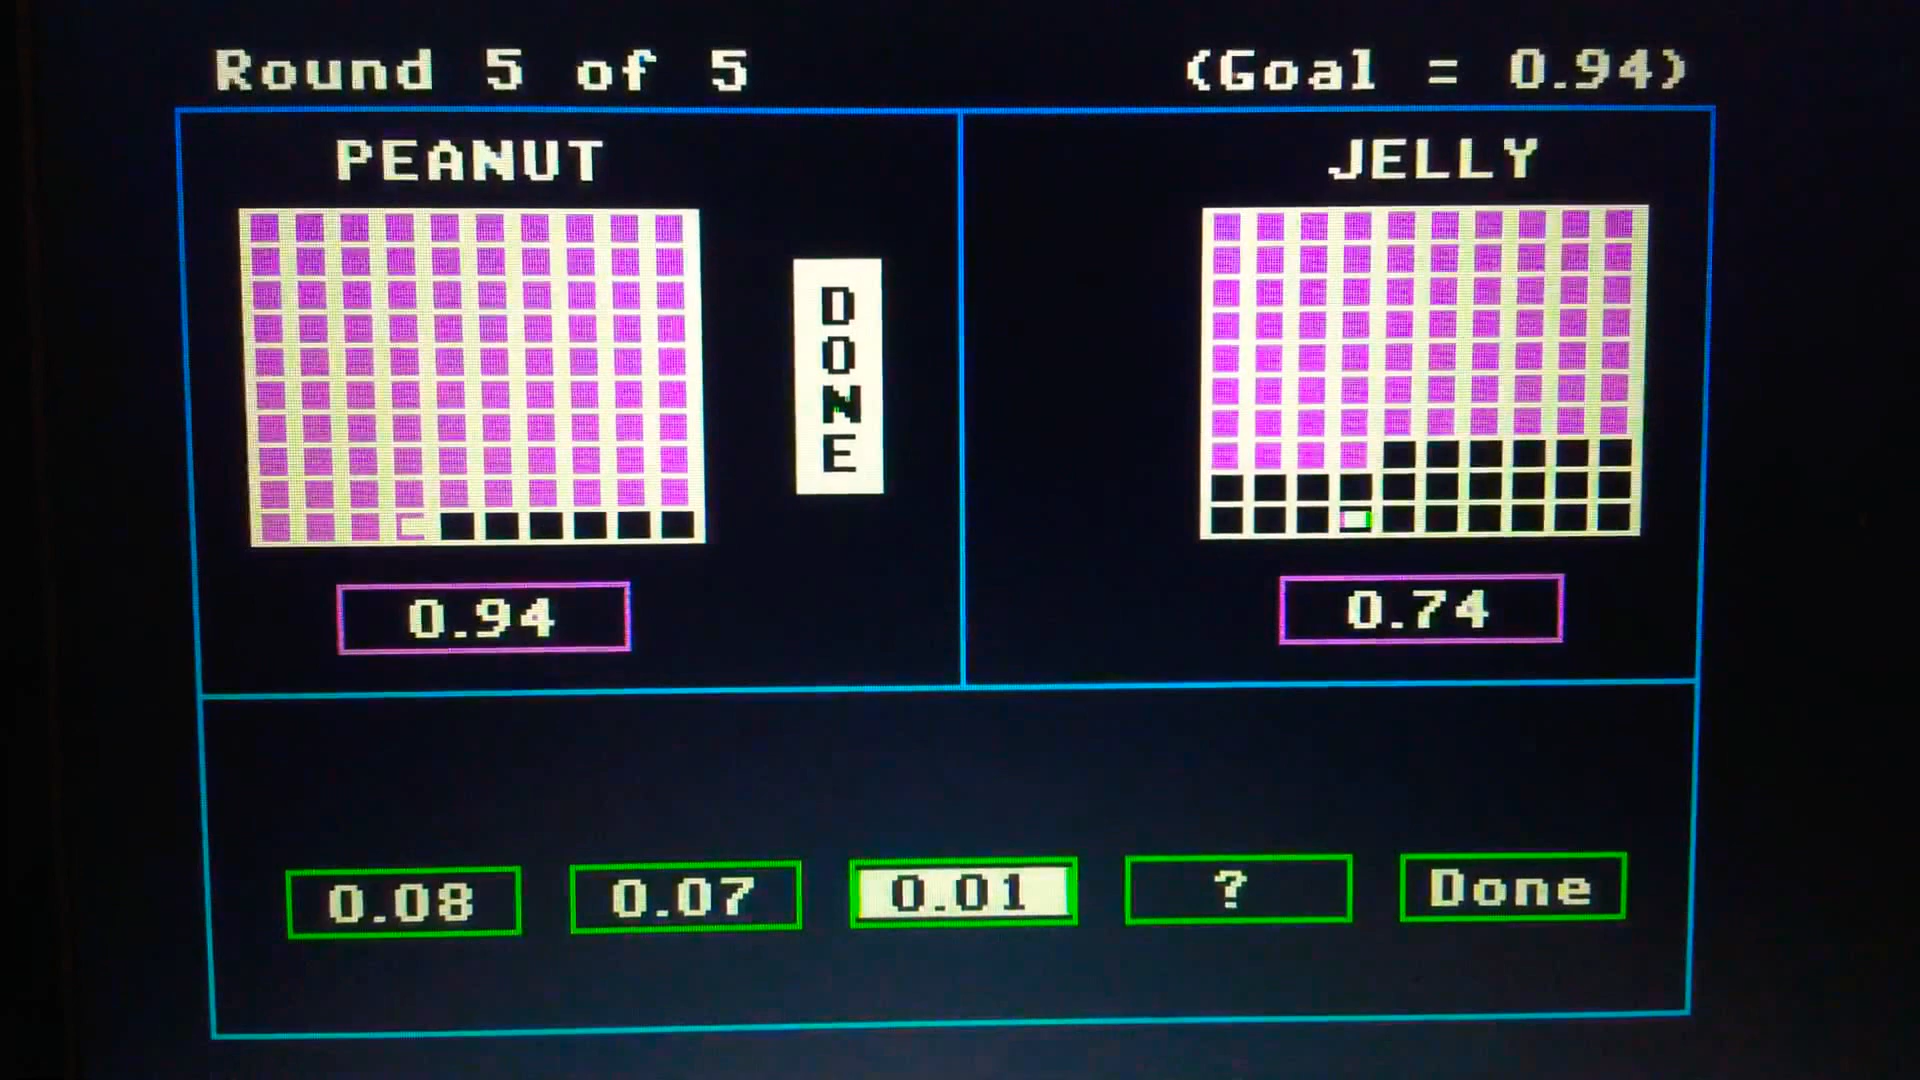 Round 5 of 5 (Goal = 0.94)
PEANUT JELLY
DONE
0.94 0.74
0.08 0.07 0.01 ? Done